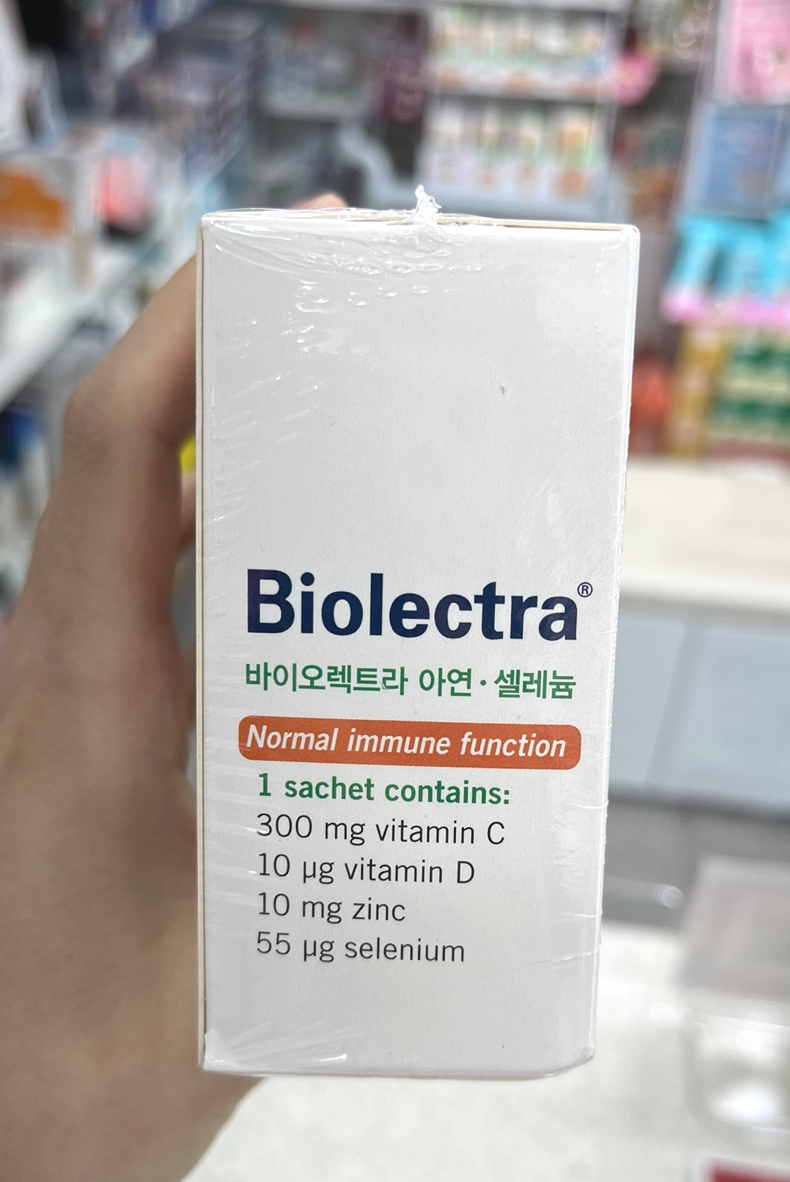 Biolectra®
바이오렉트라 아연·셀레늄
Normal immune function
1 sachet contains:
300 mg vitamin C
10 µg vitamin D
10 mg zinc
55 µg selenium